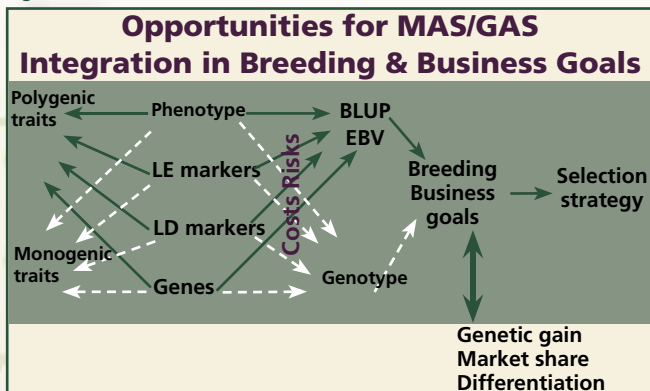 Opportunities for MAS/GAS
Integration in Breeding & Business Goals
Polygenic
traits
Phenotype
BLUP
EBV
LE markers
Costs Risks
Breeding
Business
goals
Selection
strategy
LD markers
Monogenic
traits
Genes
Genotype
Genetic gain
Market share
Differentiation